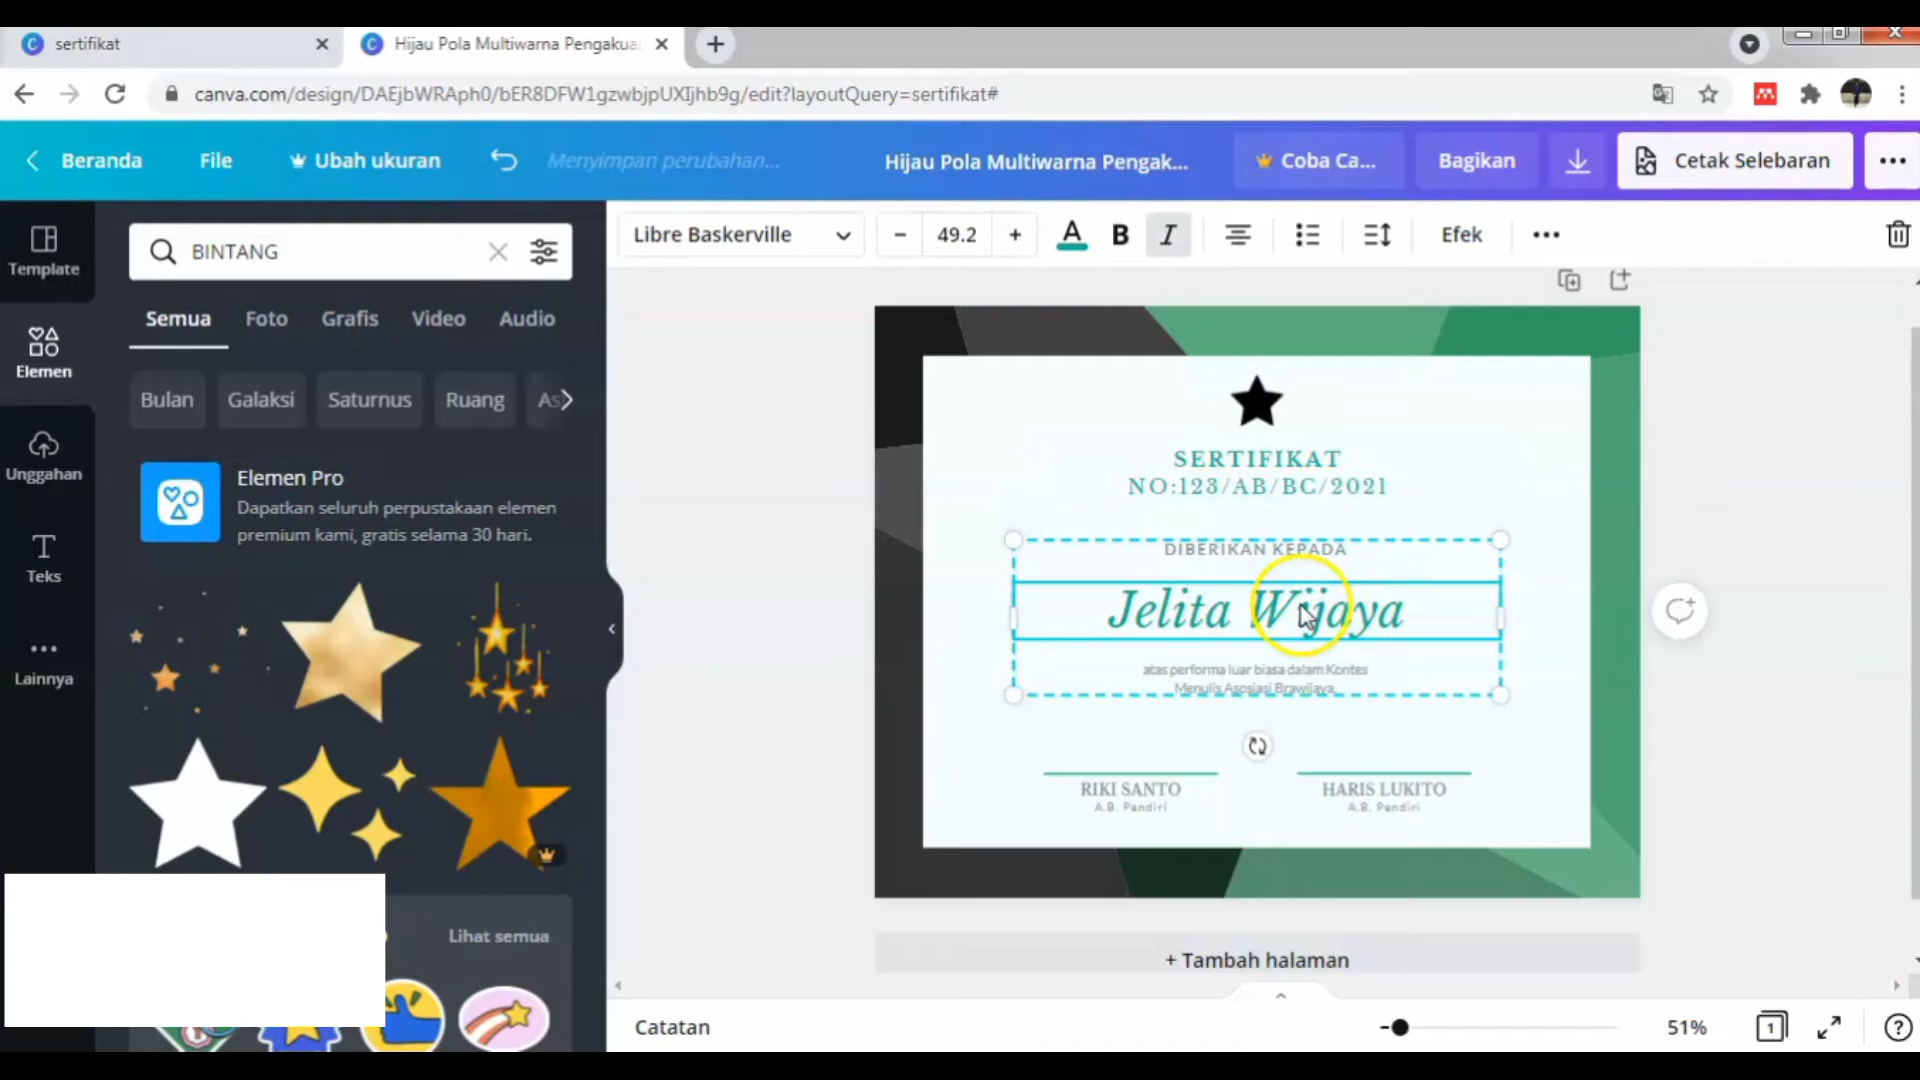 sertifikat
Hijau Pola Multiwarna Pengakua
canva.com/design/DAEjbWRAph0/bER8DFW1gzwbjpUXIjhb9g/edit?layoutQuery=sertifikat#
Beranda
File
Ubah ukuran
Menyimpan perubahan...
Hijau Pola Multiwarna Pengak...
Coba Ca...
Bagikan
Cetak Selebaran
Template
Elemen
Unggahan
Teks
Lainnya
BINTANG
Semua
Foto
Grafis
Video
Audio
Bulan
Galaksi
Saturnus
Ruang
As
Elemen Pro
Dapatkan seluruh perpustakaan elemen
premium kami, gratis selama 30 hari.
Lihat semua
Libre Baskerville
49.2
A
B
I
Efek
SERTIFIKAT
NO:123/AB/BC/2021
DIBERIKAN KEPADA
Jelita Wijaya
atas performa luar biasa dalam Kontes
Menulis Asosiasi Brawijaya.
RIKI SANTO
A.B. Pendiri
HARIS LUKITO
A.B. Pendiri
+ Tambah halaman
Catatan
51%
1